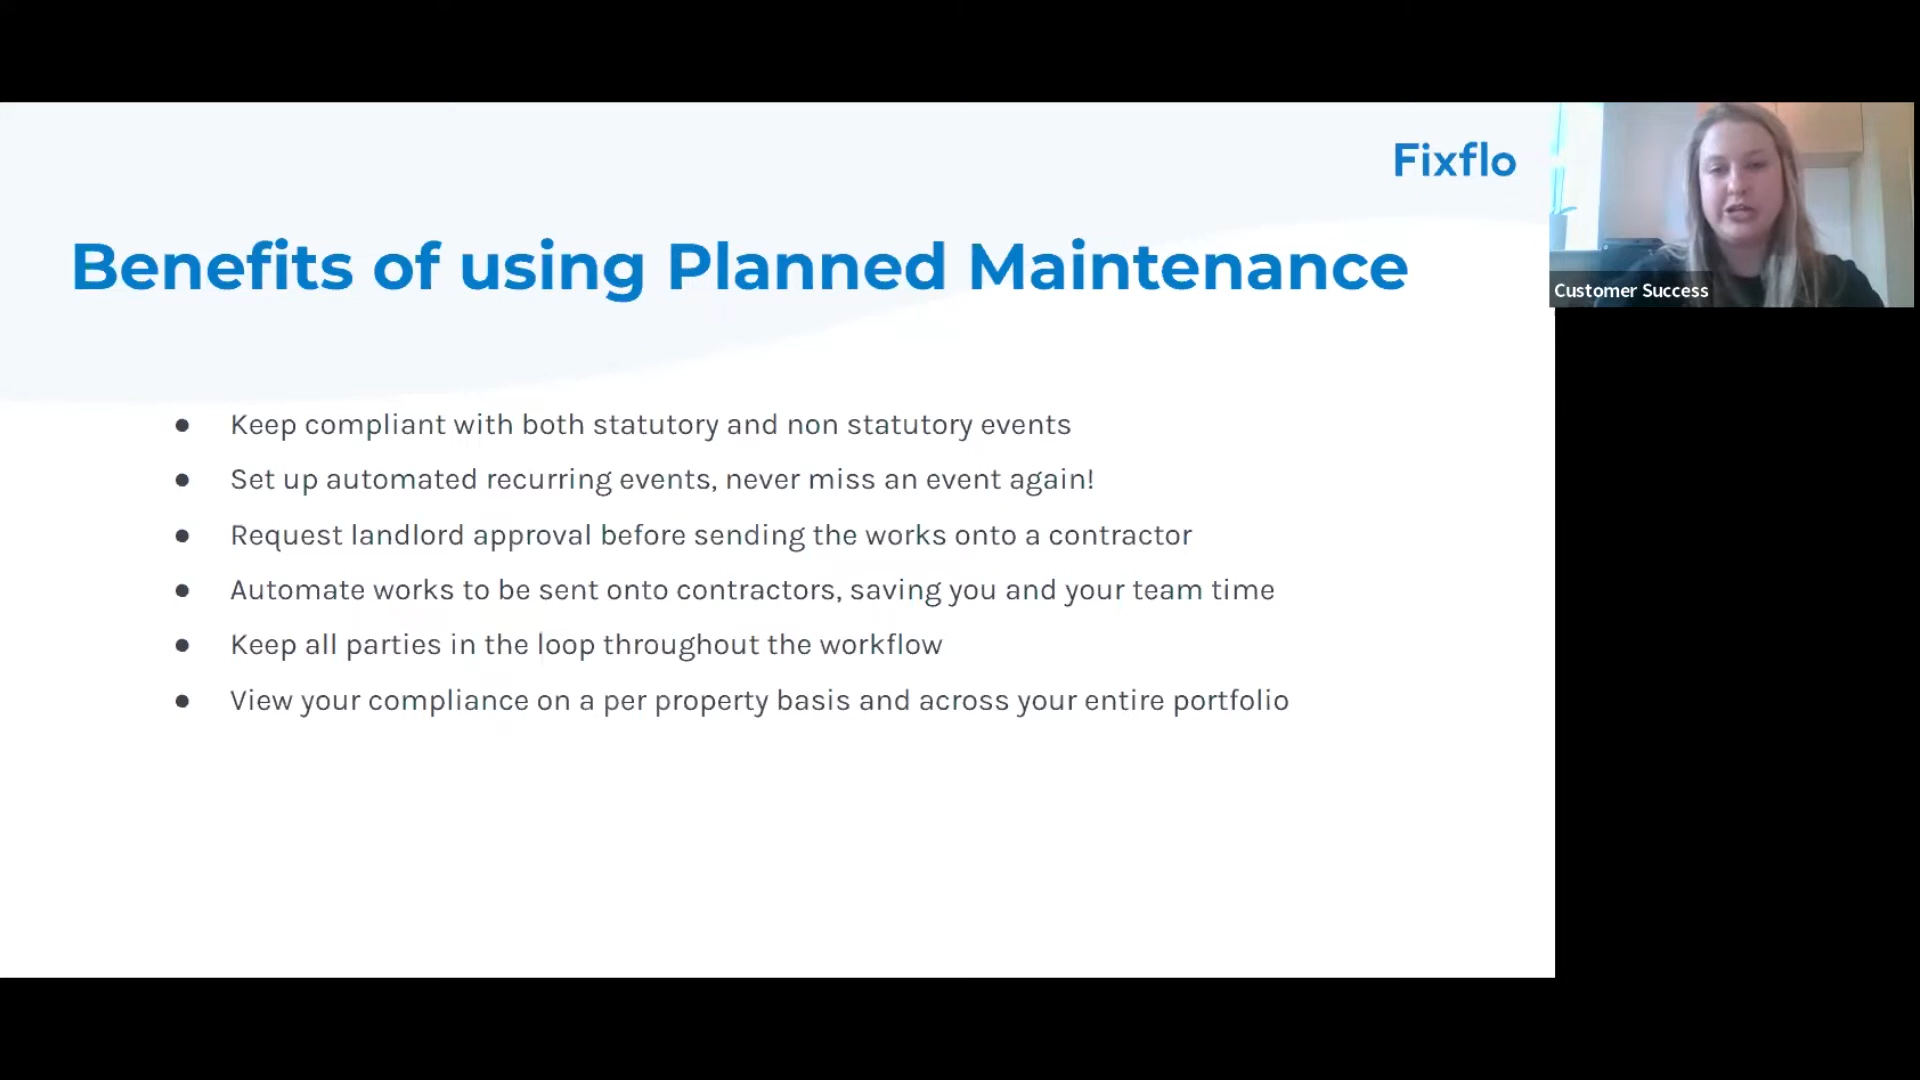 Fixflo
Benefits of using Planned Maintenance
Customer Success
● Keep compliant with both statutory and non statutory events
● Set up automated recurring events, never miss an event again!
● Request landlord approval before sending the works onto a contractor
● Automate works to be sent onto contractors, saving you and your team time
● Keep all parties in the loop throughout the workflow
● View your compliance on a per property basis and across your entire portfolio